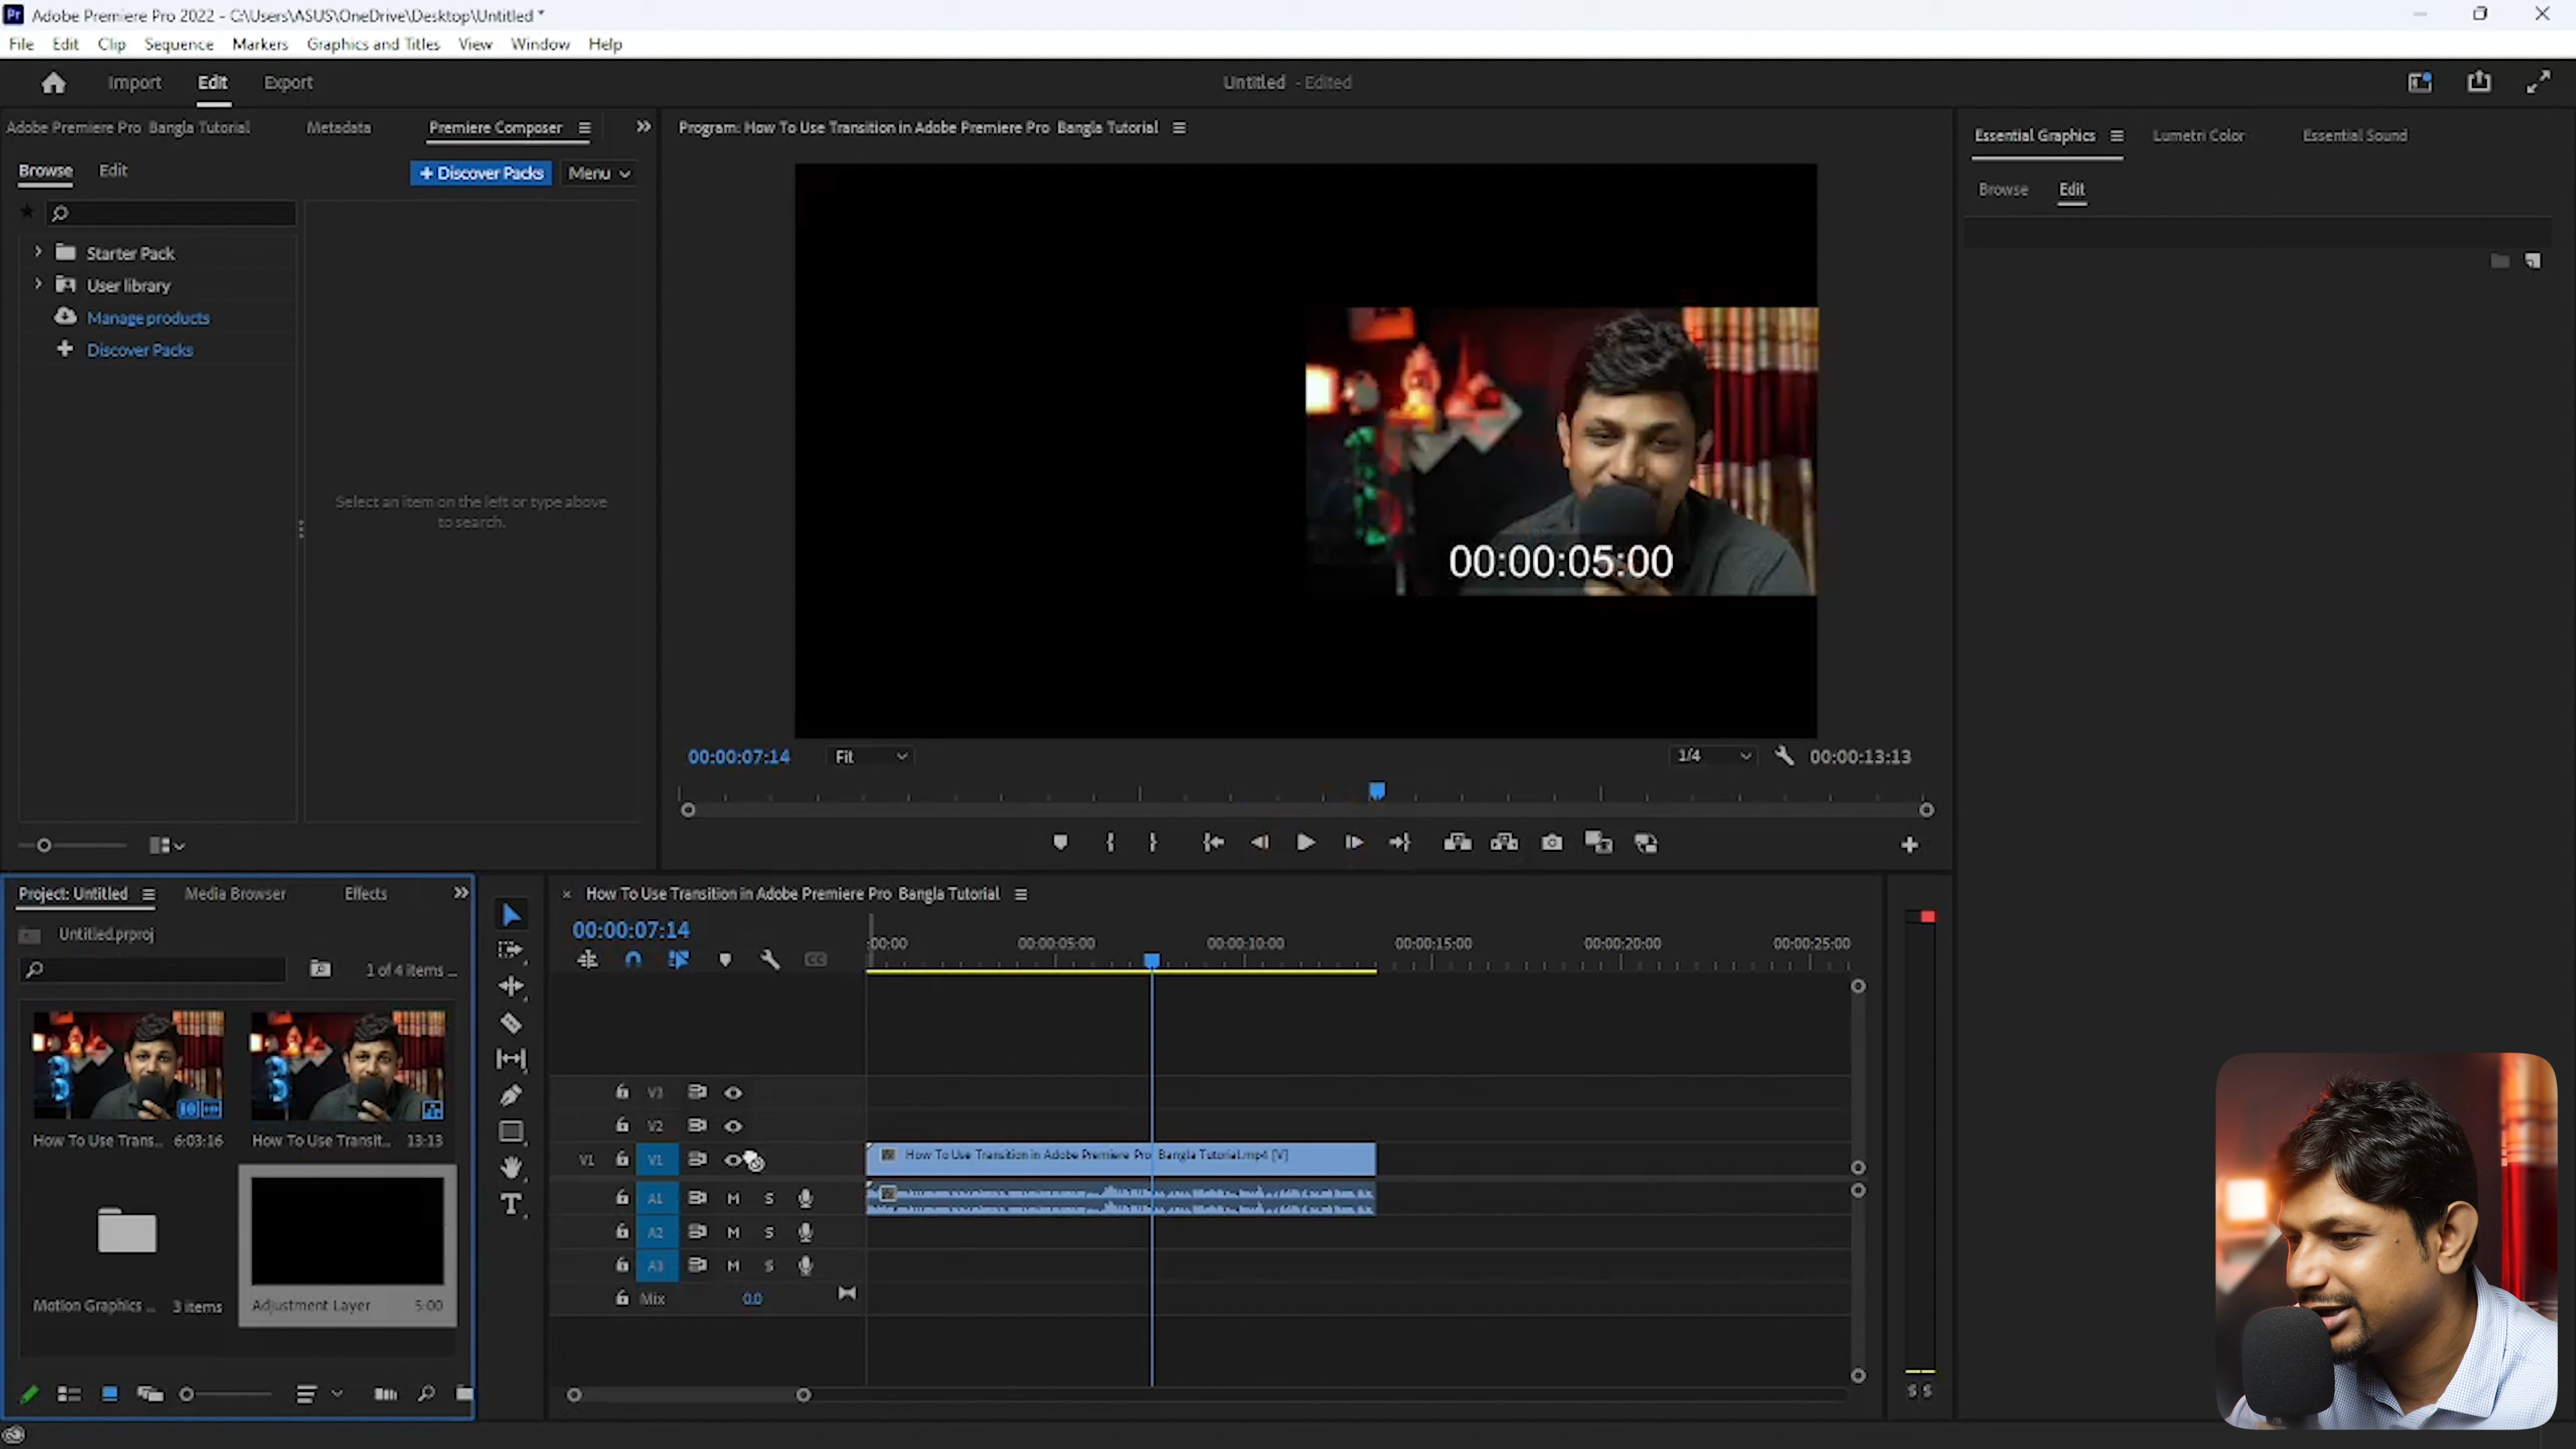 Adobe Premiere Pro 2022 - C:\Users\ASUS\OneDrive\Desktop\Untitled *
File Edit Clip Sequence Markers Graphics and Titles View Window Help
Import Edit Export
Untitled - Edited
Adobe Premiere Pro Bangla Tutorial Metadata Premiere Composer
Browse Edit
+ Discover Packs Menu
Starter Pack
User library
Manage products
Discover Packs
Select an item on the left or type above
to search.
Program: How To Use Transition in Adobe Premiere Pro Bangla Tutorial
00:00:05:00
00:00:07:14 Fit 1/4 00:00:13:13
Essential Graphics Lumetri Color Essential Sound
Browse Edit
Project: Untitled Media Browser Effects
Untitled.prproj
1 of 4 items ...
How To Use Trans... 6:03:16
How To Use Transit... 13:13
Motion Graphics ... 3 items
Adjustment Layer 5:00
T
How To Use Transition in Adobe Premiere Pro Bangla Tutorial
00:00:07:14
:00:00 00:00:05:00 00:00:10:00 00:00:15:00 00:00:20:00 00:00:25:00
CC
V3
V2
V1 V1
How To Use Transition in Adobe Premiere Pro Bangla Tutorial.mp4 [V]
A1 M S
A2 M S
A3 M S
Mix 0.0
S S